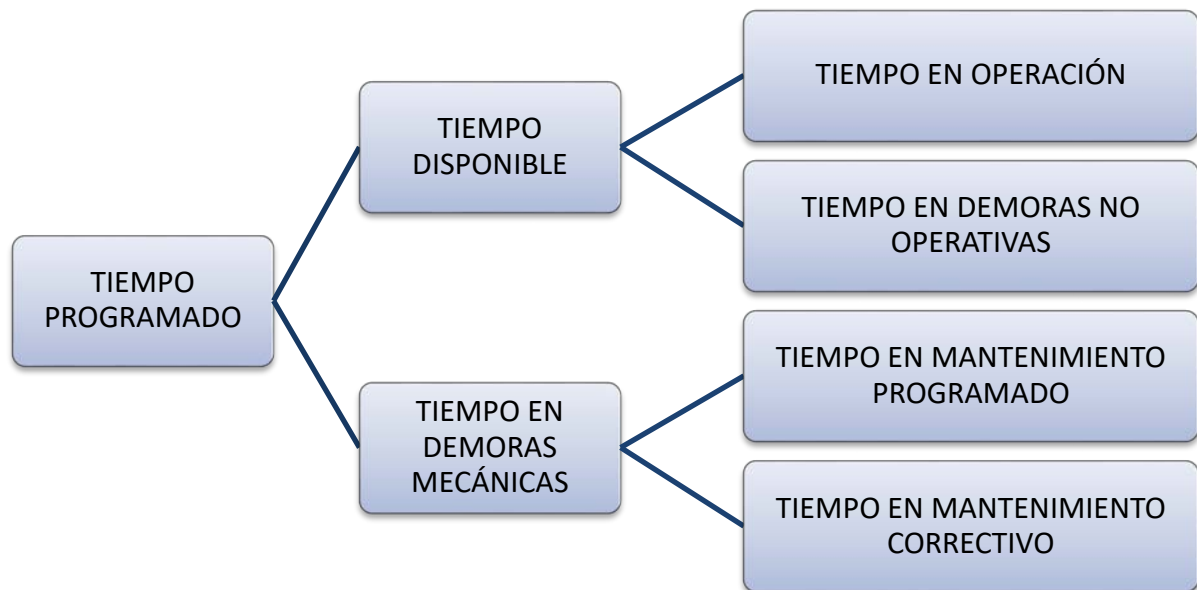 TIEMPO
PROGRAMADO
TIEMPO
DISPONIBLE
TIEMPO EN OPERACIÓN
TIEMPO EN DEMORAS NO
OPERATIVAS
TIEMPO EN
DEMORAS
MECÁNICAS
TIEMPO EN MANTENIMIENTO
PROGRAMADO
TIEMPO EN MANTENIMIENTO
CORRECTIVO